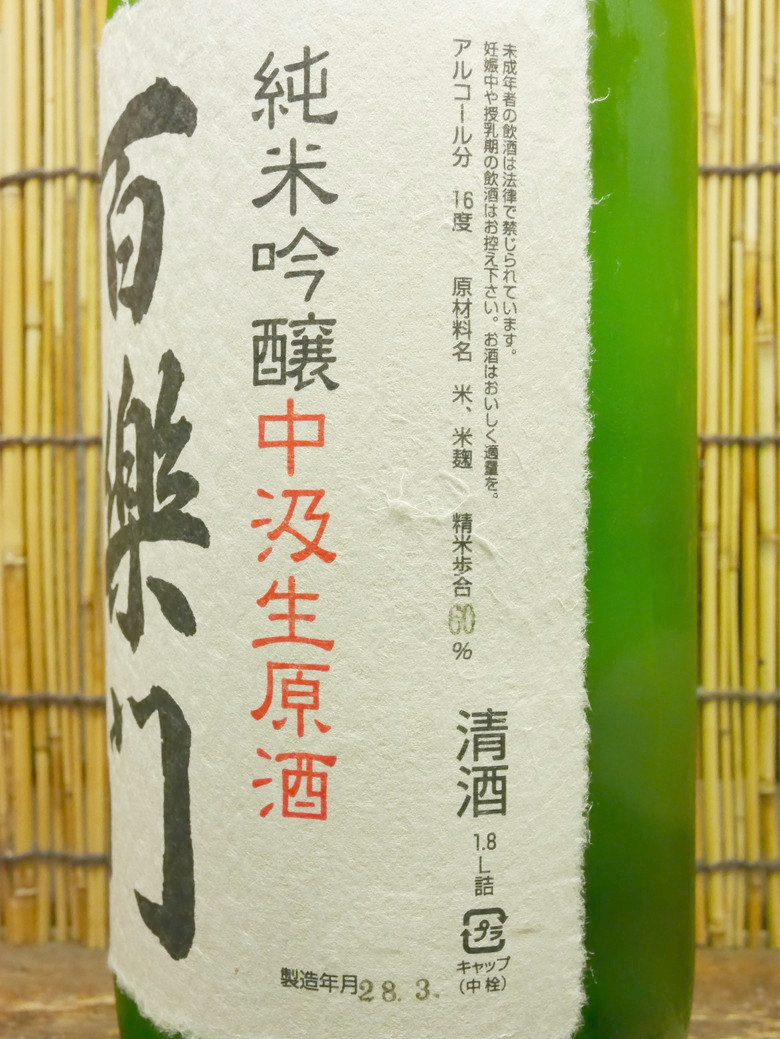 未成年者の飲酒は法律で禁じられています。
妊娠中や授乳期の飲酒はお控え下さい。お酒はおいしく適量を。
アルコール分 16度 原材料名 米、米麹 精米歩合60%
清酒
1.8L詰
プラ
キャップ
(中栓)
純米吟醸中汲生原酒
製造年月28.3.
百楽門